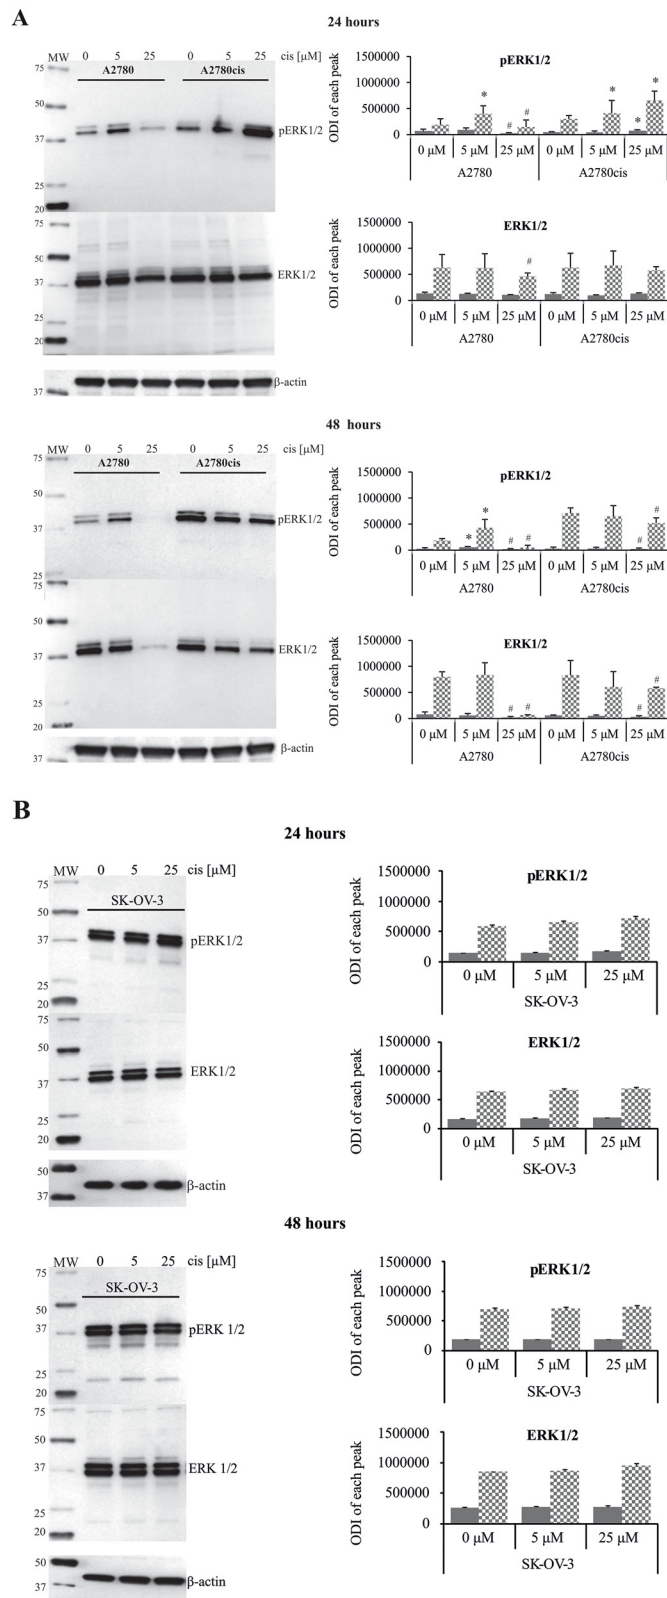 A
24 hours
MW 0 5 25 0 5 25 cis [µM]
A2780 A2780cis
75
50
37
25
20
pERK1/2
75
50
37
25
20
ERK1/2
37
β-actin
pERK1/2
ODI of each peak
1500000
1000000
500000
0
* # # * * *
0 µM 5 µM 25 µM 0 µM 5 µM 25 µM
A2780 A2780cis
ERK1/2
ODI of each peak
1500000
1000000
500000
0
#
0 µM 5 µM 25 µM 0 µM 5 µM 25 µM
A2780 A2780cis
48 hours
MW 0 5 25 0 5 25 cis [µM]
A2780 A2780cis
75
50
37
25
pERK1/2
75
50
37
25
20
ERK1/2
37
β-actin
pERK1/2
ODI of each peak
1500000
1000000
500000
0
* * # # # #
0 µM 5 µM 25 µM 0 µM 5 µM 25 µM
A2780 A2780cis
ERK1/2
ODI of each peak
1500000
1000000
500000
0
# # # #
0 µM 5 µM 25 µM 0 µM 5 µM 25 µM
A2780 A2780cis
B
24 hours
MW 0 5 25 cis [µM]
SK-OV-3
75
50
37
25
20
pERK1/2
75
50
37
25
20
ERK1/2
50
37
β-actin
pERK1/2
ODI of each peak
1500000
1000000
500000
0
0 µM 5 µM 25 µM
SK-OV-3
ERK1/2
ODI of each peak
1500000
1000000
500000
0
0 µM 5 µM 25 µM
SK-OV-3
48 hours
MW 0 5 25 cis [µM]
SK-OV-3
75
50
37
25
20
pERK 1/2
75
50
37
25
20
ERK 1/2
50
37
β-actin
pERK1/2
ODI of each peak
1500000
1000000
500000
0
0 µM 5 µM 25 µM
SK-OV-3
ERK1/2
ODI of each peak
1500000
1000000
500000
0
0 µM 5 µM 25 µM
SK-OV-3